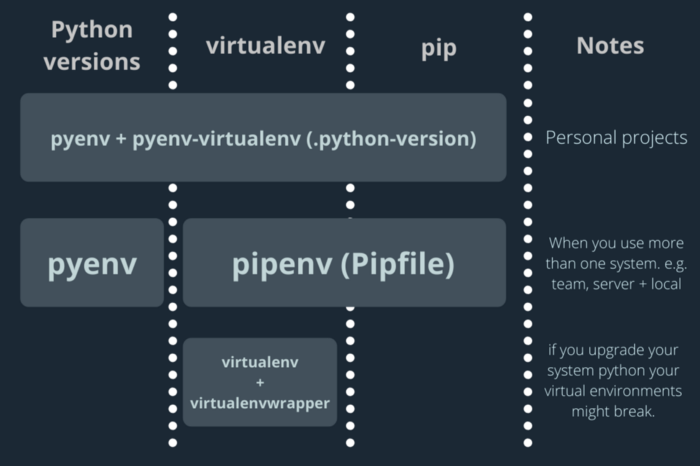 Python
versions
virtualenv
pip
Notes
pyenv + pyenv-virtualenv (.python-version)
Personal projects
pyenv
pipenv (Pipfile)
When you use more
than one system. e.g.
team, server + local
virtualenv
+
virtualenvwrapper
if you upgrade your
system python your
virtual environments
might break.